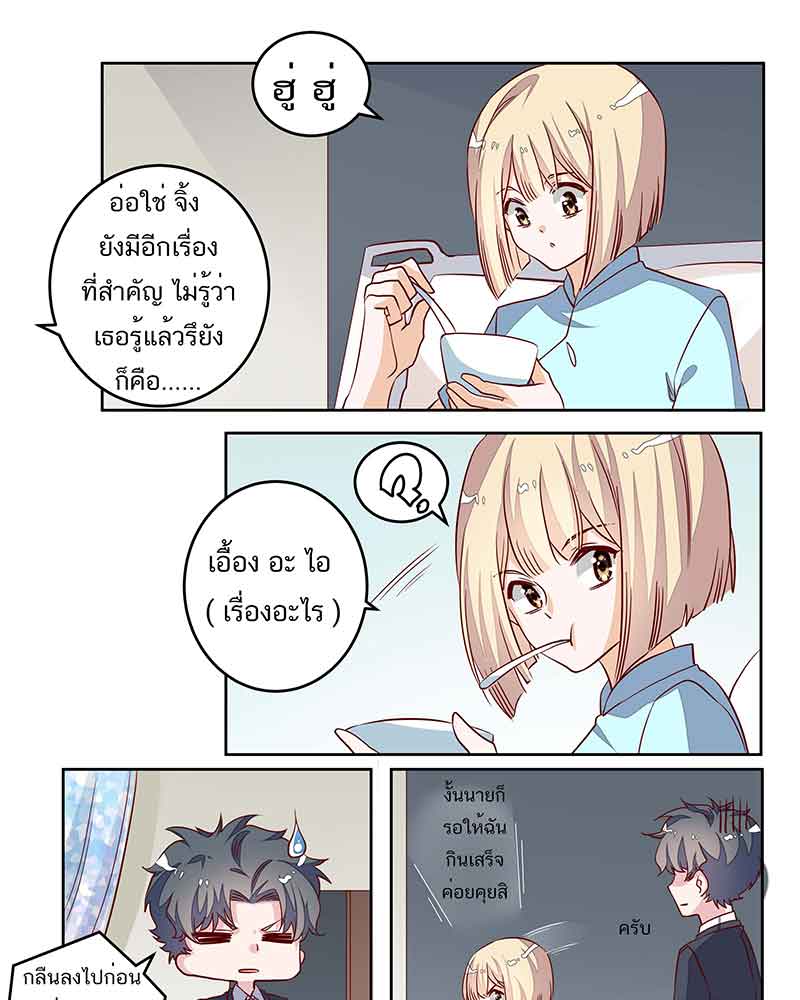 ฮู่ ฮู่
อ่อใช่ จิ้ง
ยังมีอีกเรื่อง
ที่สำคัญ ไม่รู้ว่า
เธอรู้แล้วรึยัง
ก็คือ......
เอื้อง อะ ไอ
( เรื่องอะไร )
กลืนลงไปก่อน
งั้นนายก็
รอให้ฉัน
กินเสร็จ
ค่อยคุยสิ
ครับ